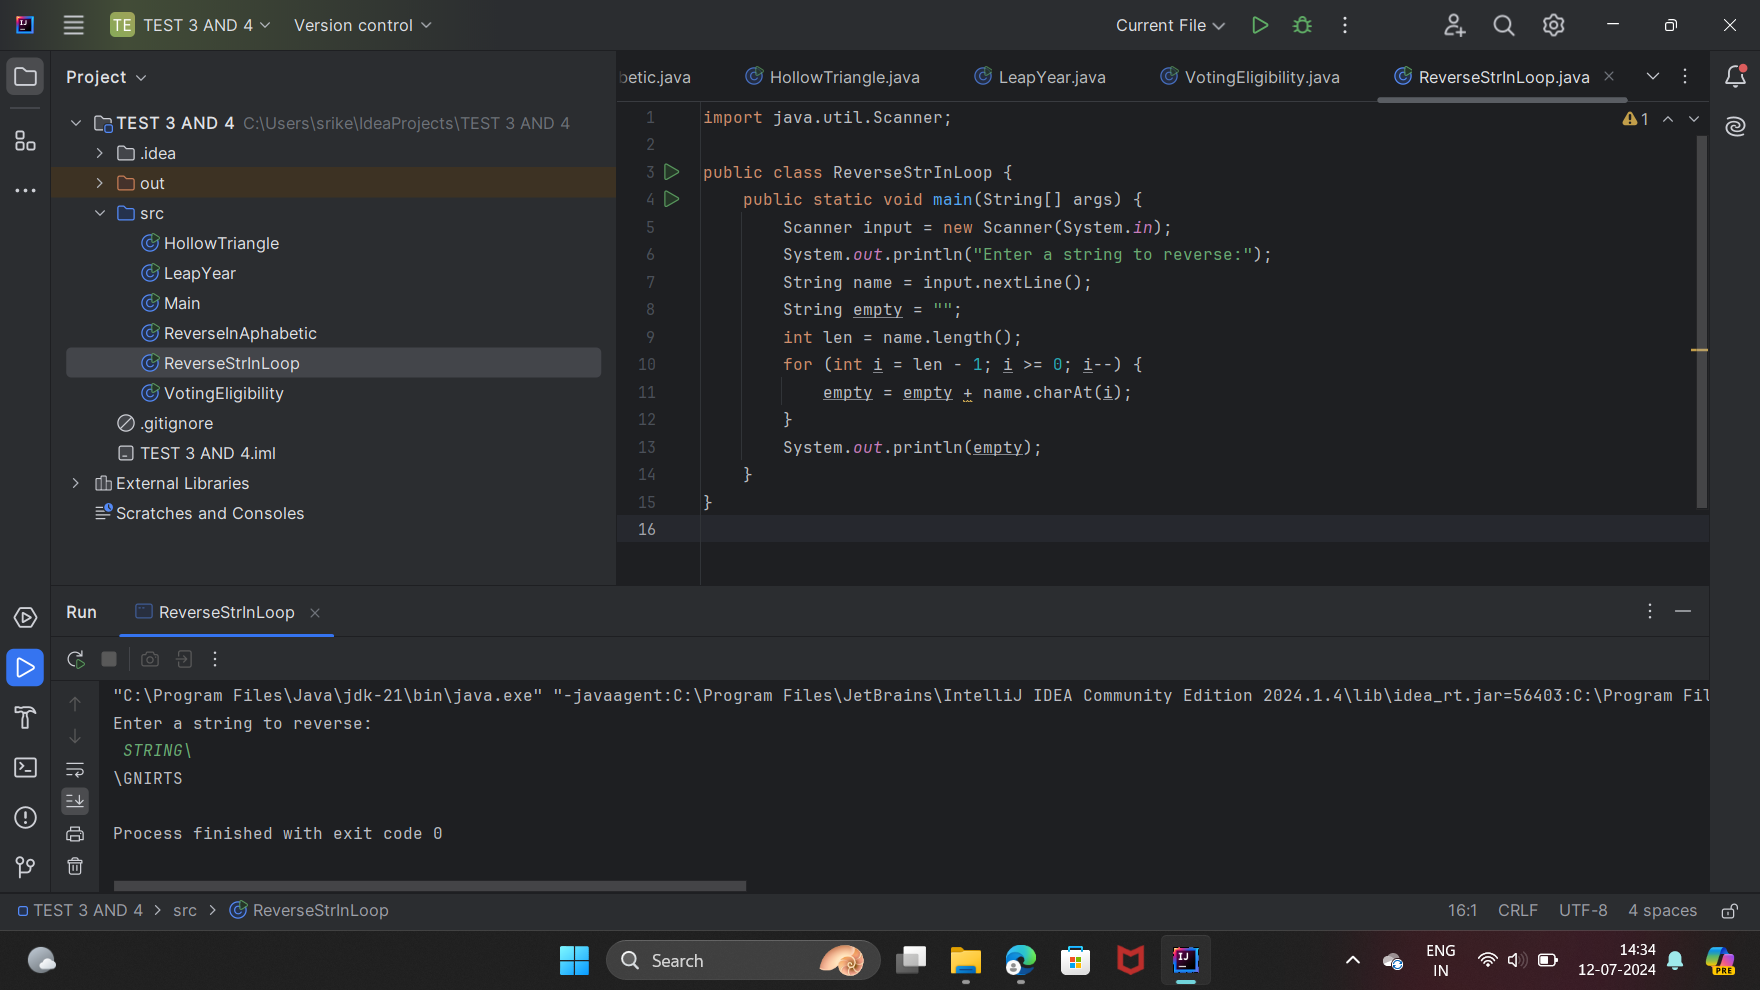 TE TEST 3 AND 4 Version control Current File
Project
betic.java HollowTriangle.java LeapYear.java VotingEligibility.java ReverseStrInLoop.java
TEST 3 AND 4 C:\Users\srike\IdeaProjects\TEST 3 AND 4
.idea
out
src
HollowTriangle
LeapYear
Main
ReverseInAphabetic
ReverseStrInLoop
VotingEligibility
.gitignore
TEST 3 AND 4.iml
External Libraries
Scratches and Consoles
1 import java.util.Scanner; 1
2
3 public class ReverseStrInLoop {
4 public static void main(String[] args) {
5 Scanner input = new Scanner(System.in);
6 System.out.println("Enter a string to reverse:");
7 String name = input.nextLine();
8 String empty = "";
9 int len = name.length();
10 for (int i = len - 1; i >= 0; i--) {
11 empty = empty + name.charAt(i);
12 }
13 System.out.println(empty);
14 }
15 }
16
Run ReverseStrInLoop
"C:\Program Files\Java\jdk-21\bin\java.exe" "-javaagent:C:\Program Files\JetBrains\IntelliJ IDEA Community Edition 2024.1.4\lib\idea_rt.jar=56403:C:\Program Fil
Enter a string to reverse:
STRING\
\GNIRTS
Process finished with exit code 0
TEST 3 AND 4 > src > ReverseStrInLoop 16:1 CRLF UTF-8 4 spaces
Search
ENG
IN
14:34
12-07-2024
PRE